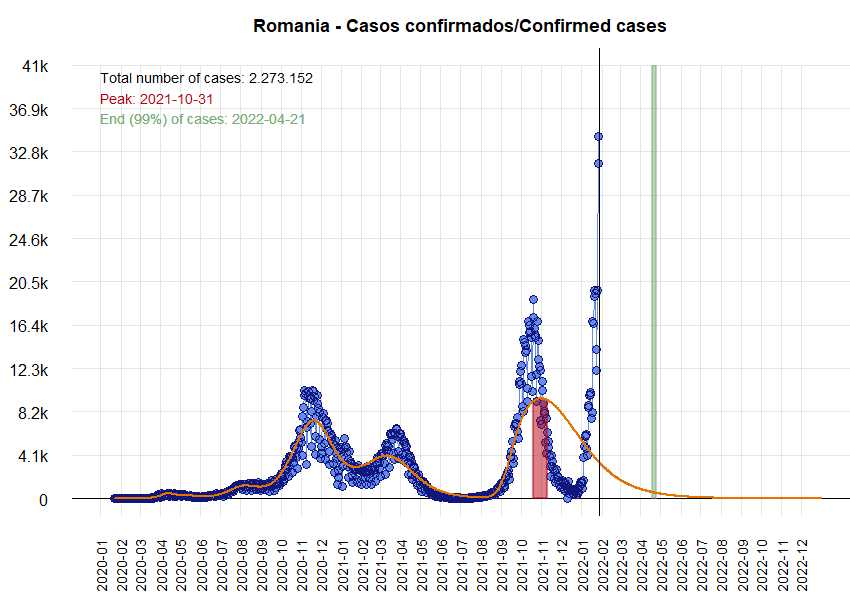 Romania - Casos confirmados/Confirmed cases
41k
Total number of cases: 2.273.152
Peak: 2021-10-31
End (99%) of cases: 2022-04-21
36.9k
32.8k
28.7k
24.6k
20.5k
16.4k
12.3k
8.2k
4.1k
0
2020-01
2020-02
2020-03
2020-04
2020-05
2020-06
2020-07
2020-08
2020-09
2020-10
2020-11
2020-12
2021-01
2021-02
2021-03
2021-04
2021-05
2021-06
2021-07
2021-08
2021-09
2021-10
2021-11
2021-12
2022-01
2022-02
2022-03
2022-04
2022-05
2022-06
2022-07
2022-08
2022-09
2022-10
2022-11
2022-12